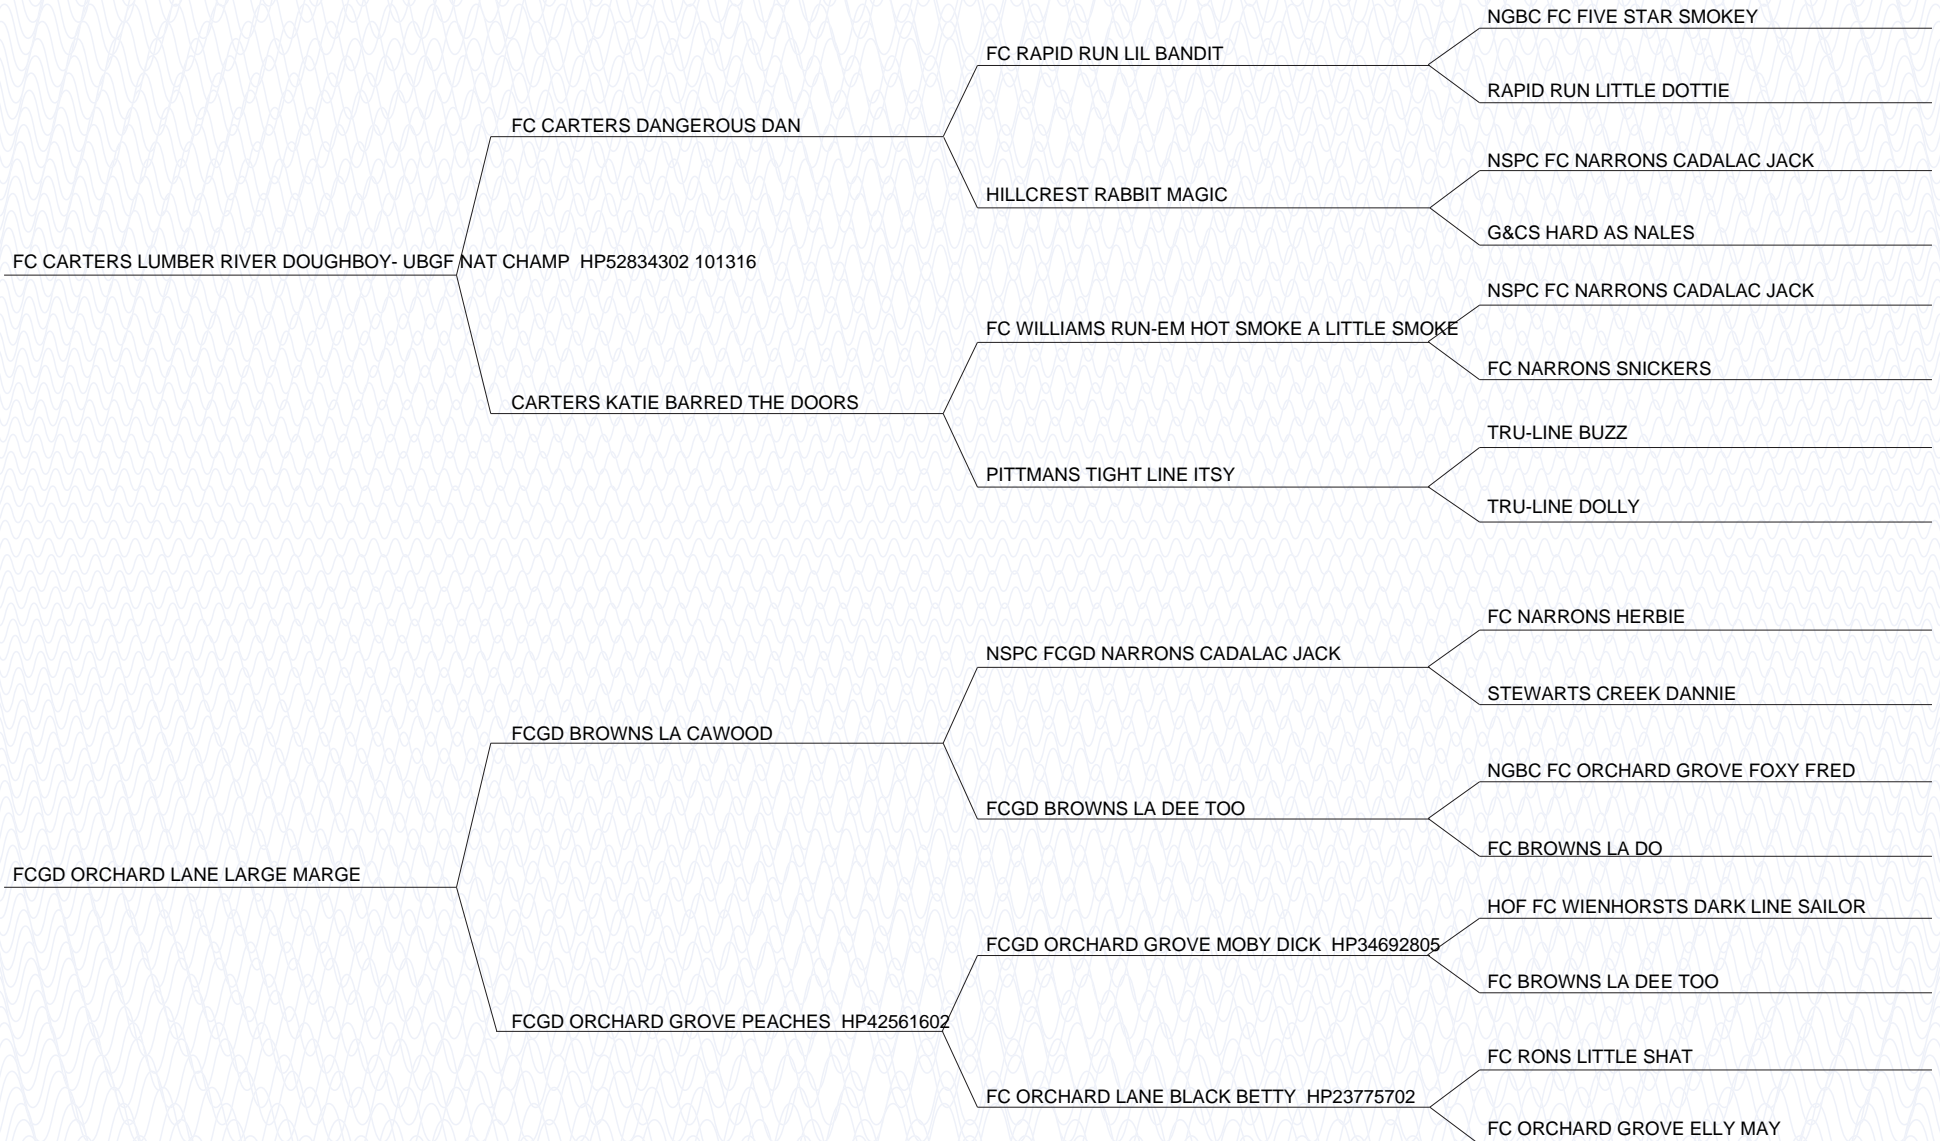 NGBC FC FIVE STAR SMOKEY
FC RAPID RUN LIL BANDIT
RAPID RUN LITTLE DOTTIE
FC CARTERS DANGEROUS DAN
NSPC FC NARRONS CADALAC JACK
HILLCREST RABBIT MAGIC
G&CS HARD AS NALES
FC CARTERS LUMBER RIVER DOUGHBOY- UBGF NAT CHAMP  HP52834302 101316
NSPC FC NARRONS CADALAC JACK
FC WILLIAMS RUN-EM HOT SMOKE A LITTLE SMOKE
FC NARRONS SNICKERS
CARTERS KATIE BARRED THE DOORS
TRU-LINE BUZZ
PITTMANS TIGHT LINE ITSY
TRU-LINE DOLLY
FC NARRONS HERBIE
NSPC FCGD NARRONS CADALAC JACK
STEWARTS CREEK DANNIE
FCGD BROWNS LA CAWOOD
NGBC FC ORCHARD GROVE FOXY FRED
FCGD BROWNS LA DEE TOO
FC BROWNS LA DO
FCGD ORCHARD LANE LARGE MARGE
HOF FC WIENHORSTS DARK LINE SAILOR
FCGD ORCHARD GROVE MOBY DICK  HP34692805
FC BROWNS LA DEE TOO
FCGD ORCHARD GROVE PEACHES  HP42561602
FC RONS LITTLE SHAT
FC ORCHARD LANE BLACK BETTY  HP23775702
FC ORCHARD GROVE ELLY MAY